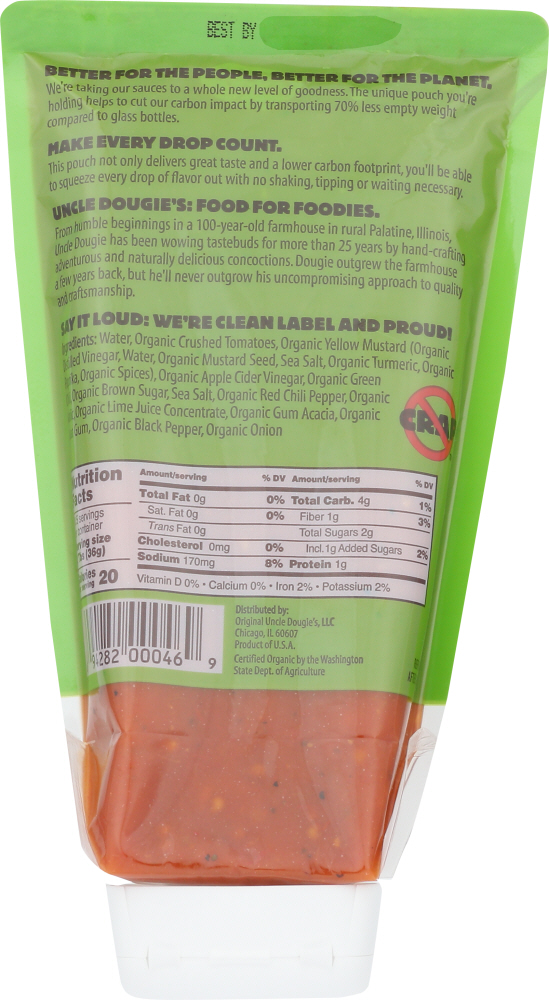 BEST BY
BETTER FOR THE PEOPLE, BETTER FOR THE PLANET.
We're taking our sauces to a whole new level of goodness. The unique pouch you're
holding helps to cut our carbon impact by transporting 70% less empty weight
compared to glass bottles.
MAKE EVERY DROP COUNT.
This pouch not only delivers great taste and a lower carbon footprint, you'll be able
to squeeze every drop of flavor out with no shaking, tipping or waiting necessary.
UNCLE DOUGIE'S: FOOD FOR FOODIES.
From humble beginnings in a 100-year-old farmhouse in rural Palatine, Illinois,
Uncle Dougie has been wowing tastebuds for more than 25 years by hand-crafting
adventurous and naturally delicious concoctions. Dougie outgrew the farmhouse
a few years back, but he'll never outgrow his uncompromising approach to quality
and craftsmanship.
SAY IT LOUD: WE'RE CLEAN LABEL AND PROUD!
Ingredients: Water, Organic Crushed Tomatoes, Organic Yellow Mustard (Organic
Vinegar, Water, Organic Mustard Seed, Sea Salt, Organic Turmeric, Organic
Organic Spices), Organic Apple Cider Vinegar, Organic Green
Organic Brown Sugar, Sea Salt, Organic Red Chili Pepper, Organic
Organic Lime Juice Concentrate, Organic Gum Acacia, Organic
Gum, Organic Black Pepper, Organic Onion
CRAP
Nutrition Facts
servings
container
size
(36g)
20
Amount/serving % DV Amount/serving % DV
Total Fat 0g 0% Total Carb. 4g 1%
Sat. Fat 0g 0% Fiber 1g 3%
Trans Fat 0g Total Sugars 2g
Cholesterol 0mg 0% Incl. 1g Added Sugars 2%
Sodium 170mg 8% Protein 1g
Vitamin D 0% • Calcium 0% • Iron 2% • Potassium 2%
Distributed by:
Original Uncle Dougie's, LLC
Chicago, IL 60607
Product of U.S.A.
Certified Organic by the Washington
State Dept. of Agriculture
00046 9